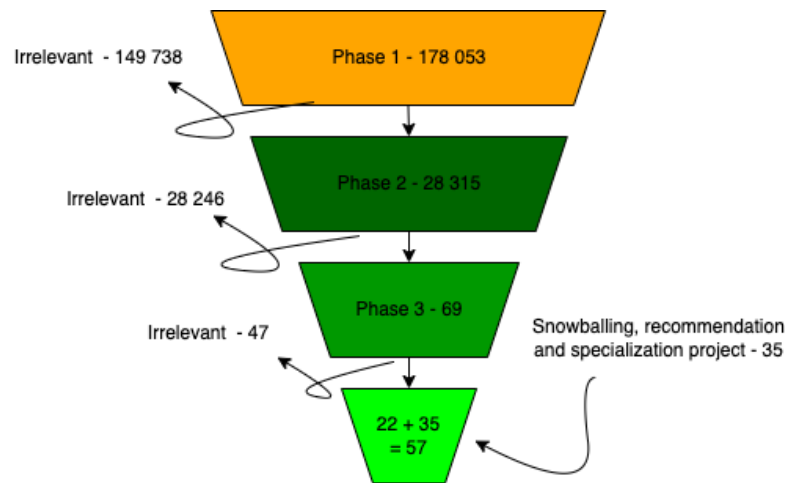 Irrelevant - 149 738
Phase 1 - 178 053
Phase 2 - 28 315
Irrelevant - 28 246
Phase 3 - 69
Irrelevant - 47
Snowballing, recommendation
and specialization project - 35
22 + 35
= 57